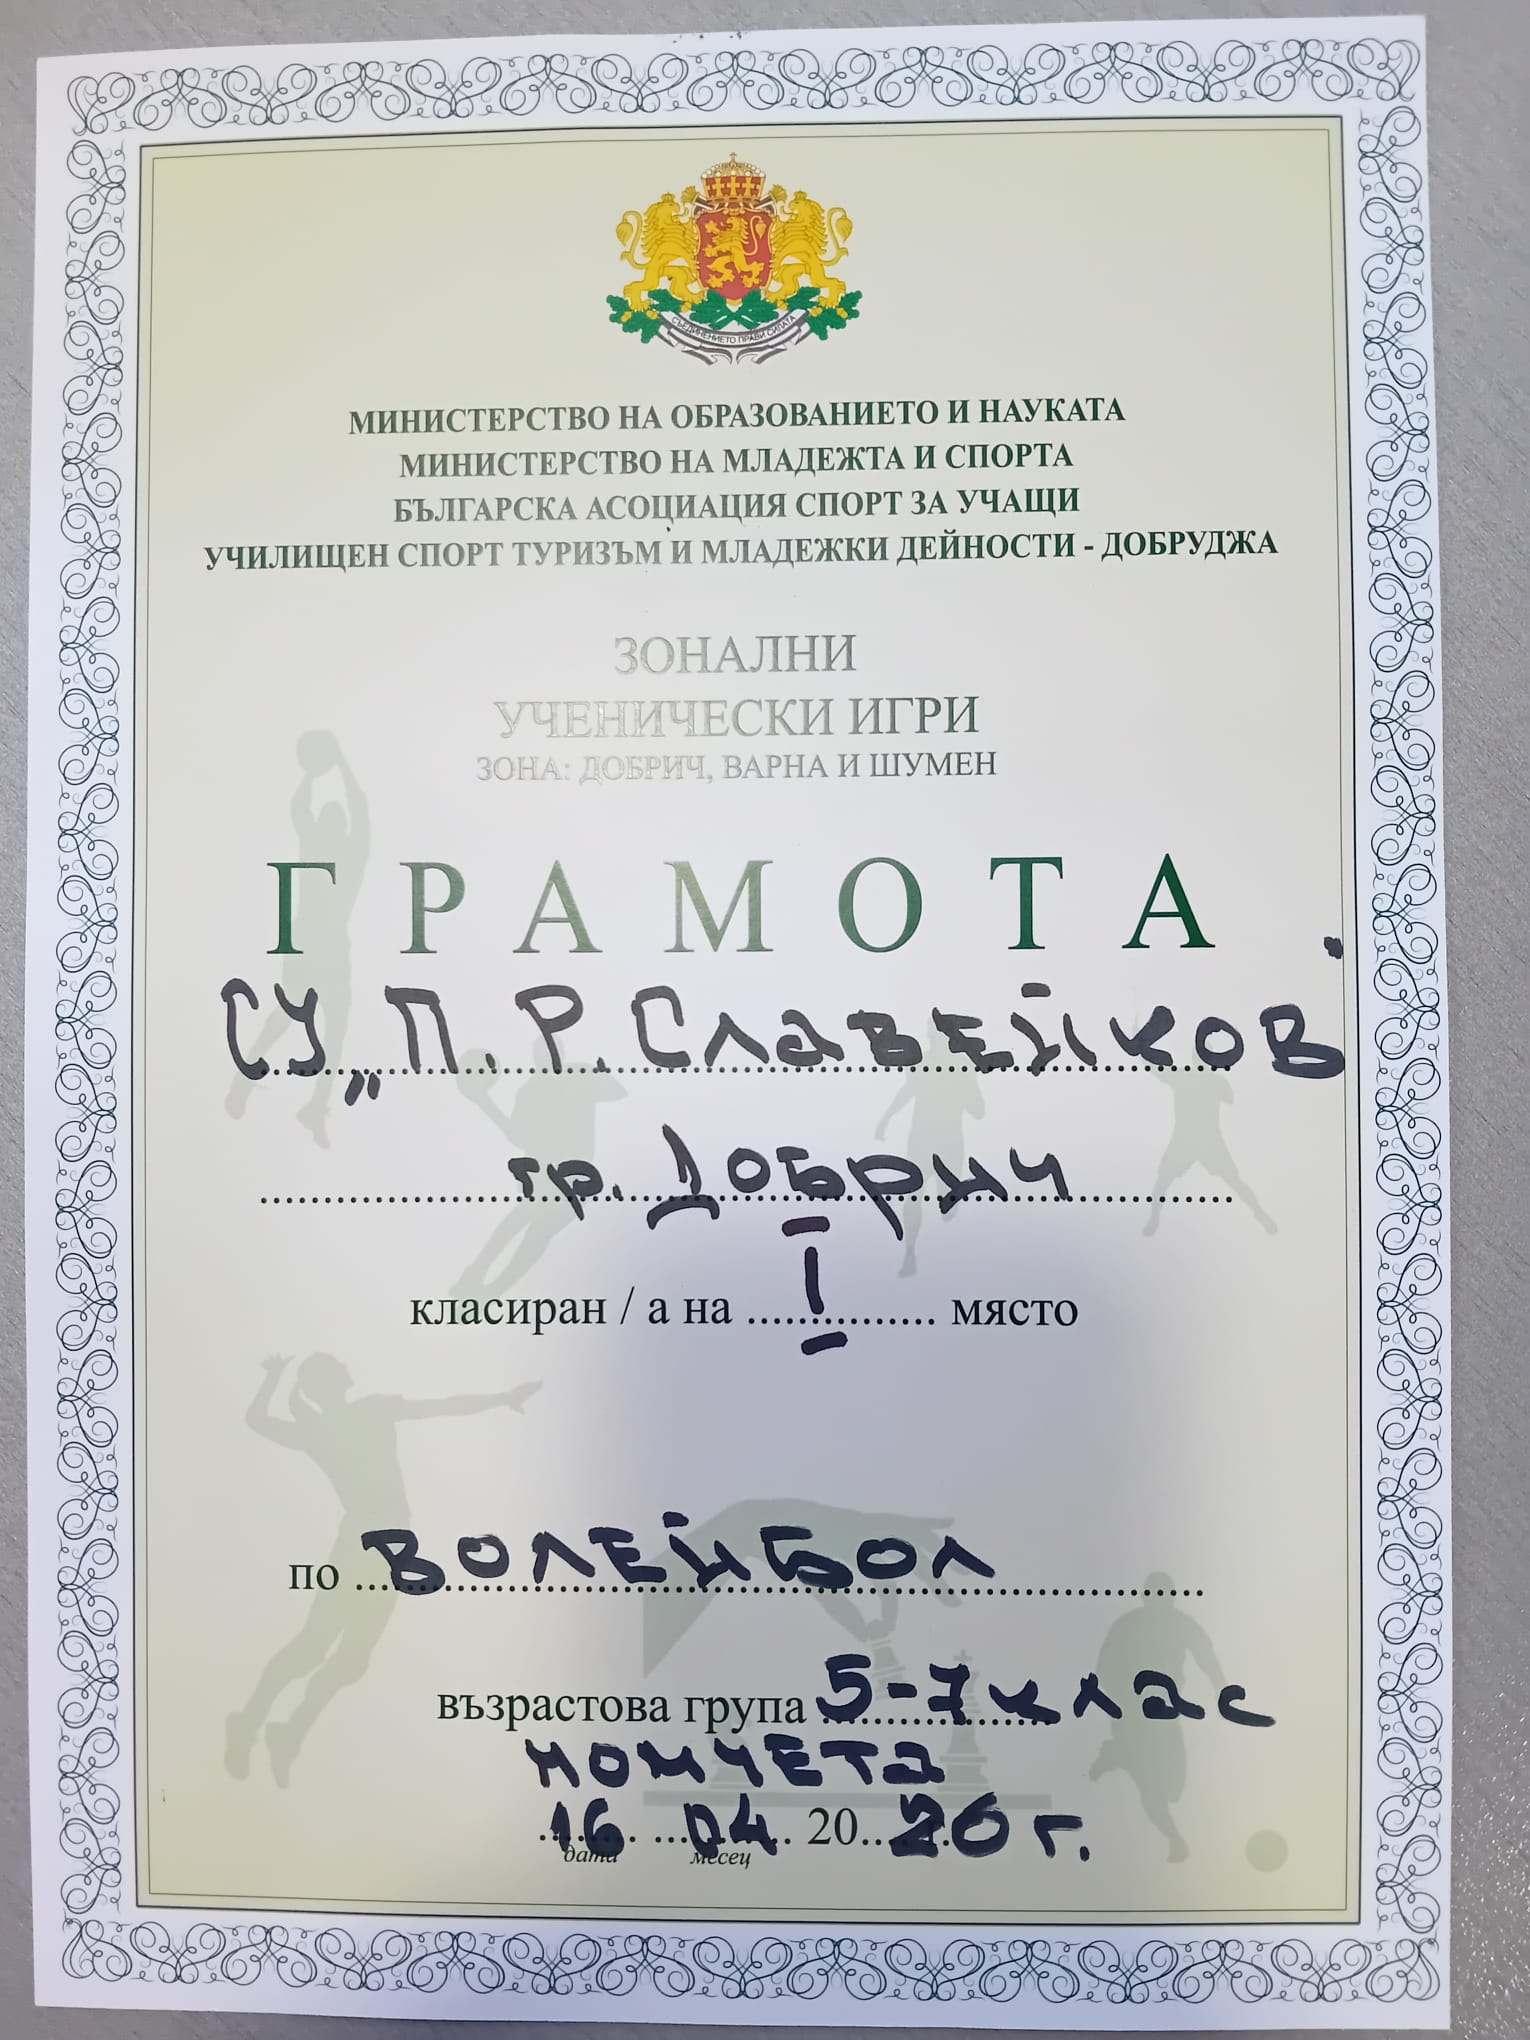 СЪЕДИНЕНИЕТО ПРАВИ СИЛАТА
МИНИСТЕРСТВО НА ОБРАЗОВАНИЕТО И НАУКАТА
МИНИСТЕРСТВО НА МЛАДЕЖТА И СПОРТА
БЪЛГАРСКА АСОЦИАЦИЯ СПОРТ ЗА УЧАЩИ
УЧИЛИЩЕН СПОРТ ТУРИЗЪМ И МЛАДЕЖКИ ДЕЙНОСТИ - ДОБРУДЖА
ЗОНАЛНИ
УЧЕНИЧЕСКИ ИГРИ
ЗОНА: ДОБРИЧ, ВАРНА И ШУМЕН
ГРАМОТА
СУ „П.Р.Славейков"
гр. Добрич
класиран / а на I място
по ВОЛЕЙБОЛ
възрастова група 5-7 клас
МОМЧЕТА
16 04 20 г.
дата месец